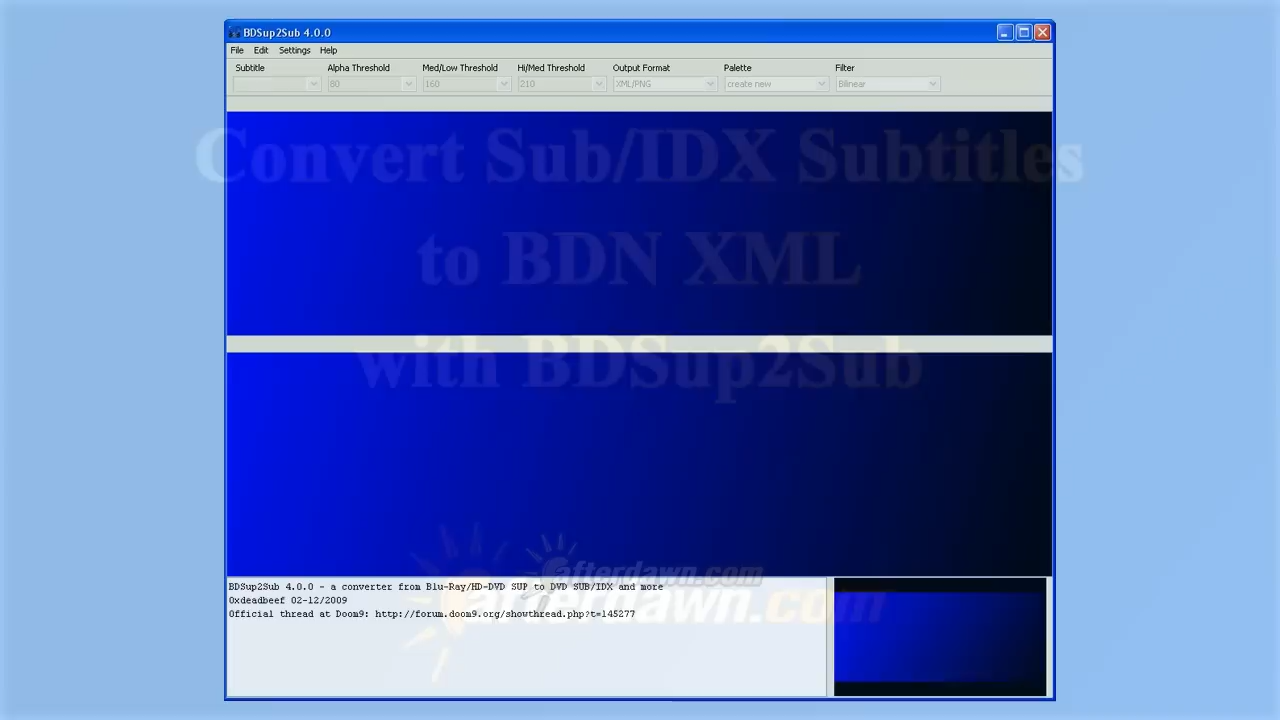 BDSup2Sub 4.0.0
File Edit Settings Help
Subtitle Alpha Threshold Med/Low Threshold Hi/Med Threshold Output Format Palette Filter
80 160 210 XML/PNG create new Bilinear
Convert Sub/IDX Subtitles
to BDN XML
with BDSup2Sub
afterdawn.com
BDSup2Sub 4.0.0 - a converter from Blu-Ray/HD-DVD SUP to DVD SUB/IDX and more
0xdeadbeef 02-12/2009
Official thread at Doom9: http://forum.doom9.org/showthread.php?t=145277
afterdawn.com